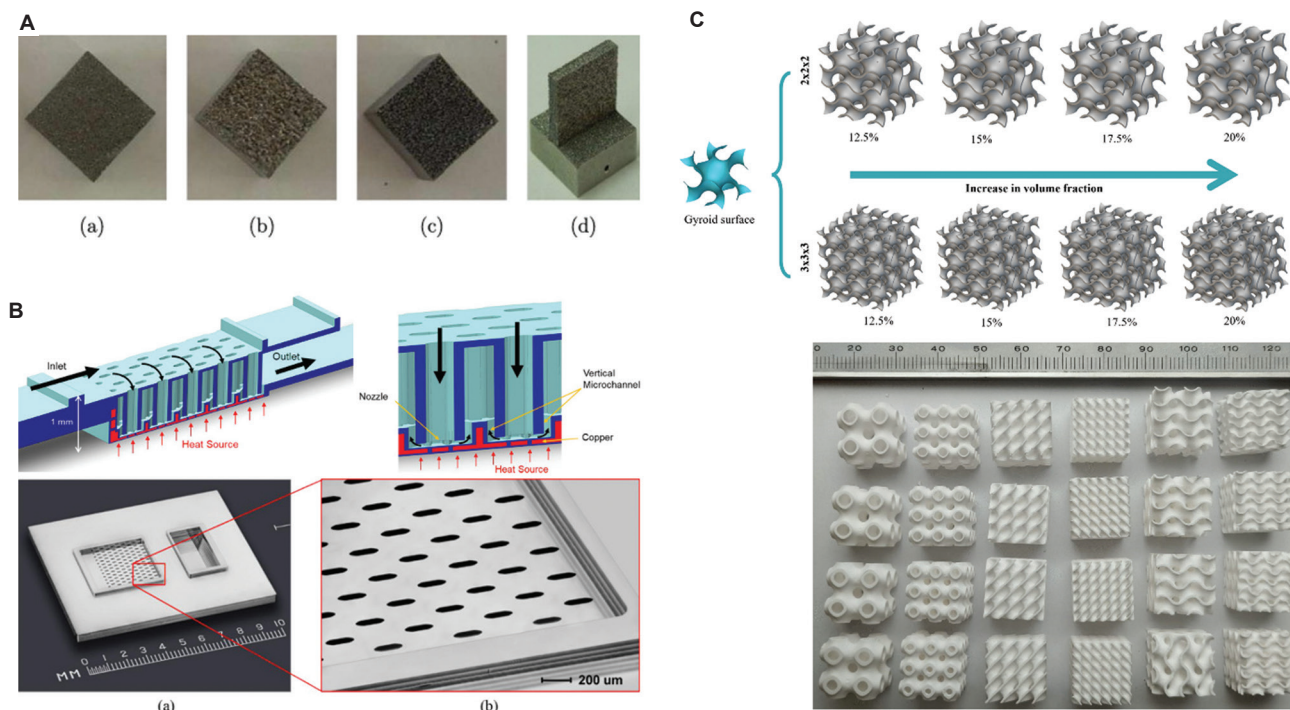 A
(a)
(b)
(c)
(d)
B
Inlet
Outlet
1 mm
Heat Source
Nozzle
Vertical
Microchannel
Copper
Heat Source
MM
0 1 2 3 4 5 6 7 8 9 10
200 um
(a)
(b)
C
2x2x2
12.5%
15%
17.5%
20%
Gyroid surface
Increase in volume fraction
3x3x3
12.5%
15%
17.5%
20%
10 20 30 40 50 60 70 80 90 100 110 120